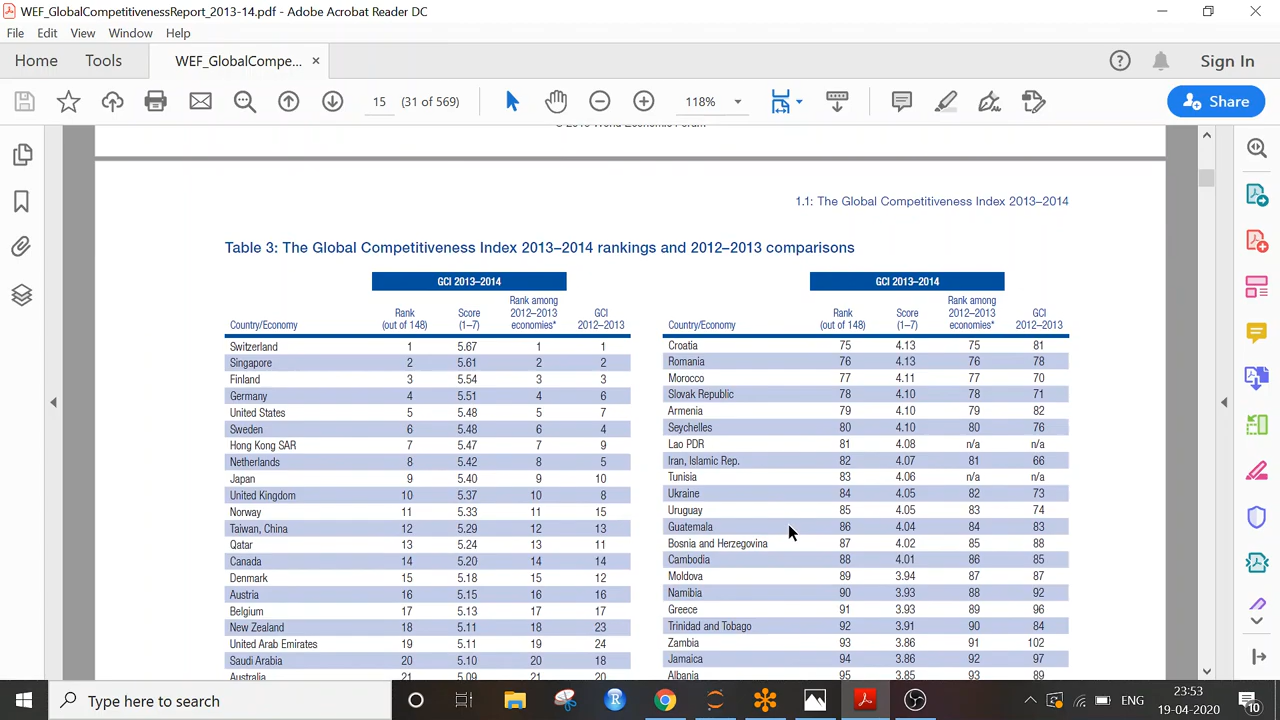 WEF_GlobalCompetitivenessReport_2013-14.pdf - Adobe Acrobat Reader DC
File Edit View Window Help
Home Tools WEF_GlobalCompe... × Sign In
15 (31 of 569) 118% Share
1.1: The Global Competitiveness Index 2013–2014
Table 3: The Global Competitiveness Index 2013–2014 rankings and 2012–2013 comparisons
GCI 2013–2014
Country/Economy Rank (out of 148) Score (1–7) Rank among 2012–2013 economies* GCI 2012–2013
Switzerland 1 5.67 1 1
Singapore 2 5.61 2 2
Finland 3 5.54 3 3
Germany 4 5.51 4 6
United States 5 5.48 5 7
Sweden 6 5.48 6 4
Hong Kong SAR 7 5.47 7 9
Netherlands 8 5.42 8 5
Japan 9 5.40 9 10
United Kingdom 10 5.37 10 8
Norway 11 5.33 11 15
Taiwan, China 12 5.29 12 13
Qatar 13 5.24 13 11
Canada 14 5.20 14 14
Denmark 15 5.18 15 12
Austria 16 5.15 16 16
Belgium 17 5.13 17 17
New Zealand 18 5.11 18 23
United Arab Emirates 19 5.11 19 24
Saudi Arabia 20 5.10 20 18
Australia 21 5.09 21 20
GCI 2013–2014
Country/Economy Rank (out of 148) Score (1–7) Rank among 2012–2013 economies* GCI 2012–2013
Croatia 75 4.13 75 81
Romania 76 4.13 76 78
Morocco 77 4.11 77 70
Slovak Republic 78 4.10 78 71
Armenia 79 4.10 79 82
Seychelles 80 4.10 80 76
Lao PDR 81 4.08 n/a n/a
Iran, Islamic Rep. 82 4.07 81 66
Tunisia 83 4.06 n/a n/a
Ukraine 84 4.05 82 73
Uruguay 85 4.05 83 74
Guatemala 86 4.04 84 83
Bosnia and Herzegovina 87 4.02 85 88
Cambodia 88 4.01 86 85
Moldova 89 3.94 87 87
Namibia 90 3.93 88 92
Greece 91 3.93 89 96
Trinidad and Tobago 92 3.91 90 84
Zambia 93 3.86 91 102
Jamaica 94 3.86 92 97
Albania 95 3.85 93 89
Type here to search
ENG
23:53
19-04-2020
10